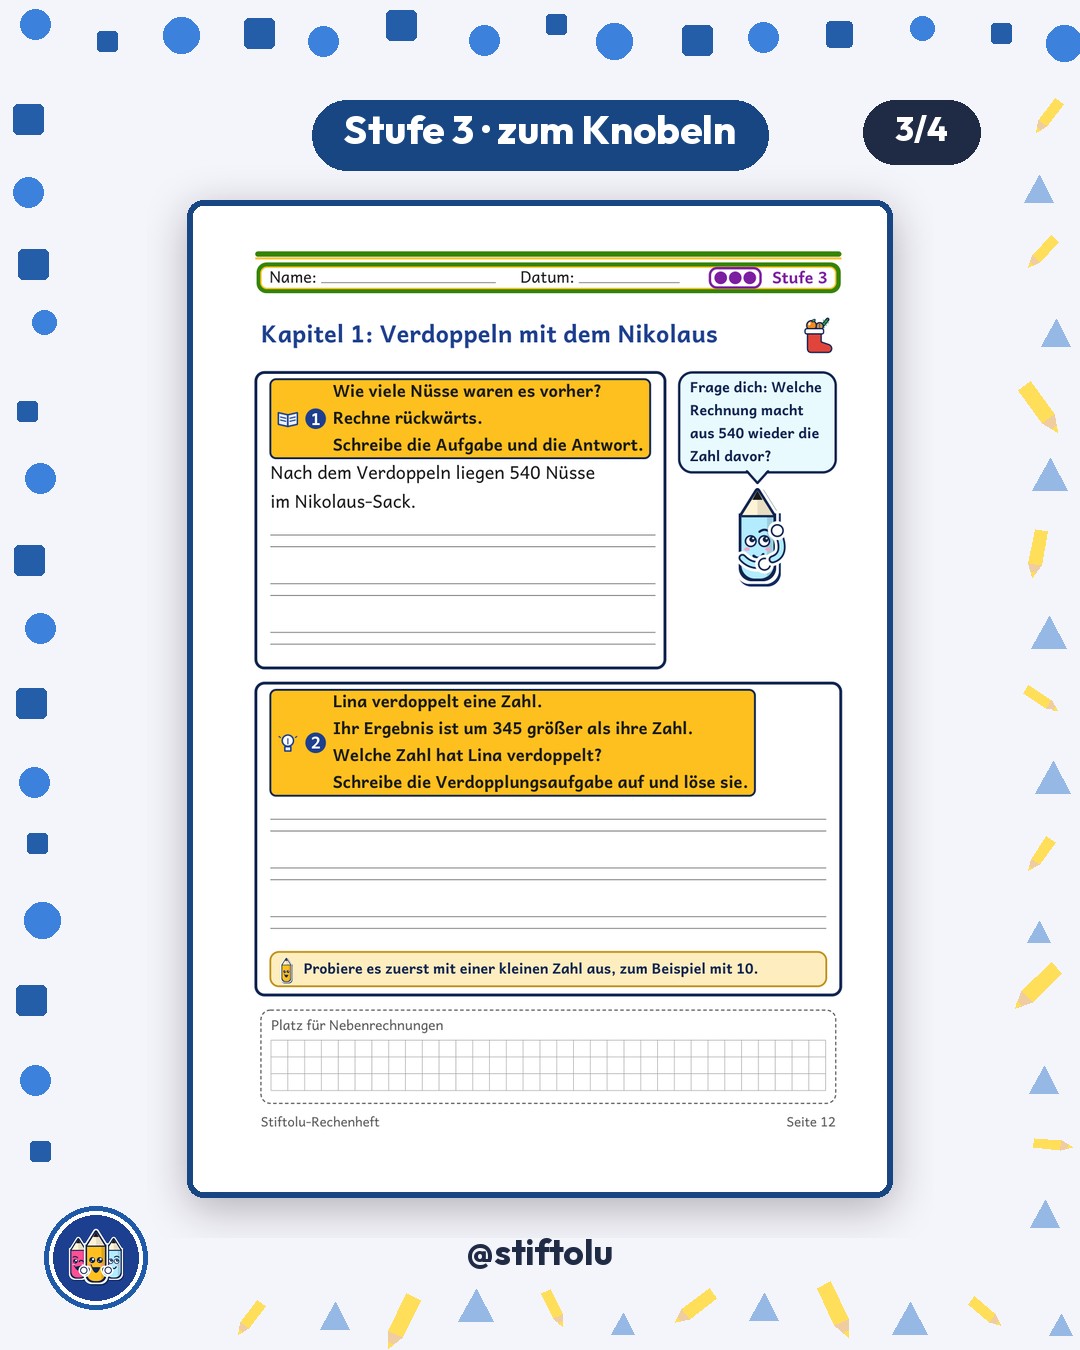 Stufe 3 · zum Knobeln
3/4
Name:
Datum:
Stufe 3
Kapitel 1: Verdoppeln mit dem Nikolaus
1
Wie viele Nüsse waren es vorher?
Rechne rückwärts.
Schreibe die Aufgabe und die Antwort.
Nach dem Verdoppeln liegen 540 Nüsse
im Nikolaus-Sack.
Frage dich: Welche
Rechnung macht
aus 540 wieder die
Zahl davor?
2
Lina verdoppelt eine Zahl.
Ihr Ergebnis ist um 345 größer als ihre Zahl.
Welche Zahl hat Lina verdoppelt?
Schreibe die Verdopplungsaufgabe auf und löse sie.
Probiere es zuerst mit einer kleinen Zahl aus, zum Beispiel mit 10.
Platz für Nebenrechnungen
Stiftolu-Rechenheft
Seite 12
@stiftolu